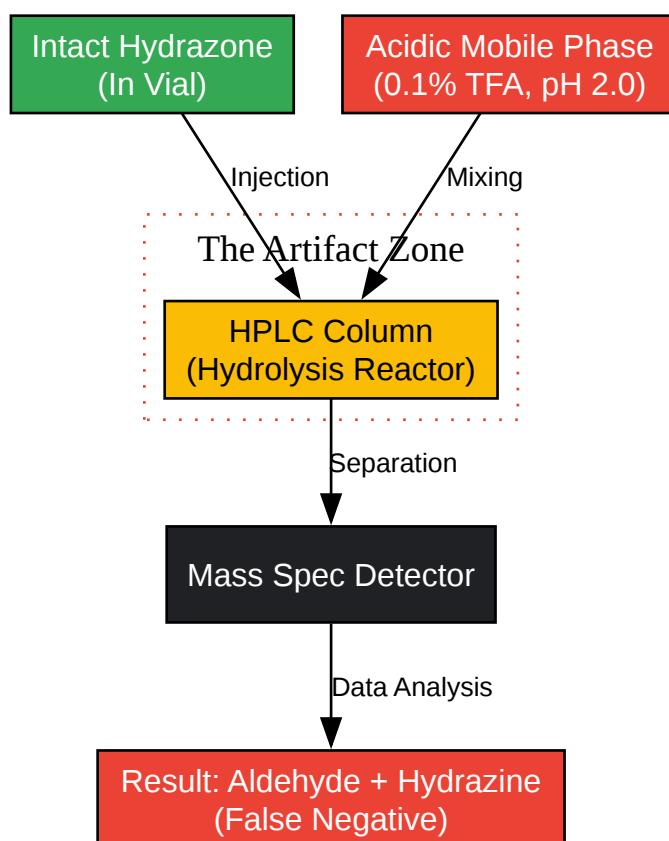 Intact Hydrazone
(In Vial)
Acidic Mobile Phase
(0.1% TFA, pH 2.0)
Injection
Mixing
The Artifact Zone
HPLC Column
(Hydrolysis Reactor)
Separation
Mass Spec Detector
Data Analysis
Result: Aldehyde + Hydrazine
(False Negative)